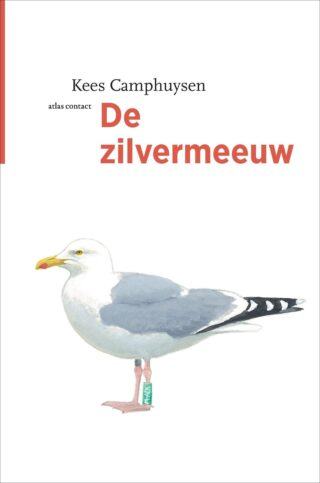 Kees Camphuysen
atlas contact
De
zilvermeeuw